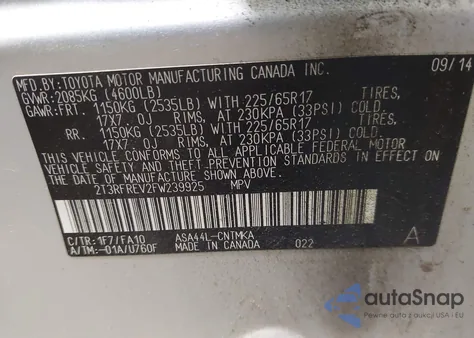 MFD.BY:TOYOTA MOTOR MANUFACTURING CANADA INC. 09/14
GVWR:2085KG (4600LB)
GAWR:FRT. 1150KG (2535LB)WITH 225/65R17 TIRES,
17X7.0J RIMS, AT 230KPA (33PSI) COLD.
RR. 1150KG (2535LB)WITH 225/65R17 TIRES,
17X7.0J RIMS, AT 230KPA (33PSI) COLD.
THIS VEHICLE CONFORMS TO ALL APPLICABLE FEDERAL MOTOR
VEHICLE SAFETY STANDARDS IN EFFECT ON THE DATE OF
MANUFACTURE SHOWN ABOVE.
2T3RFREV2FW239925 MPV
C/TR:1F7/FA10 ASA44L-CNTMKA
A/TM:-01A/U760F MADE IN CANADA 022 A
autoSnap
Pewne auta z USA i EU